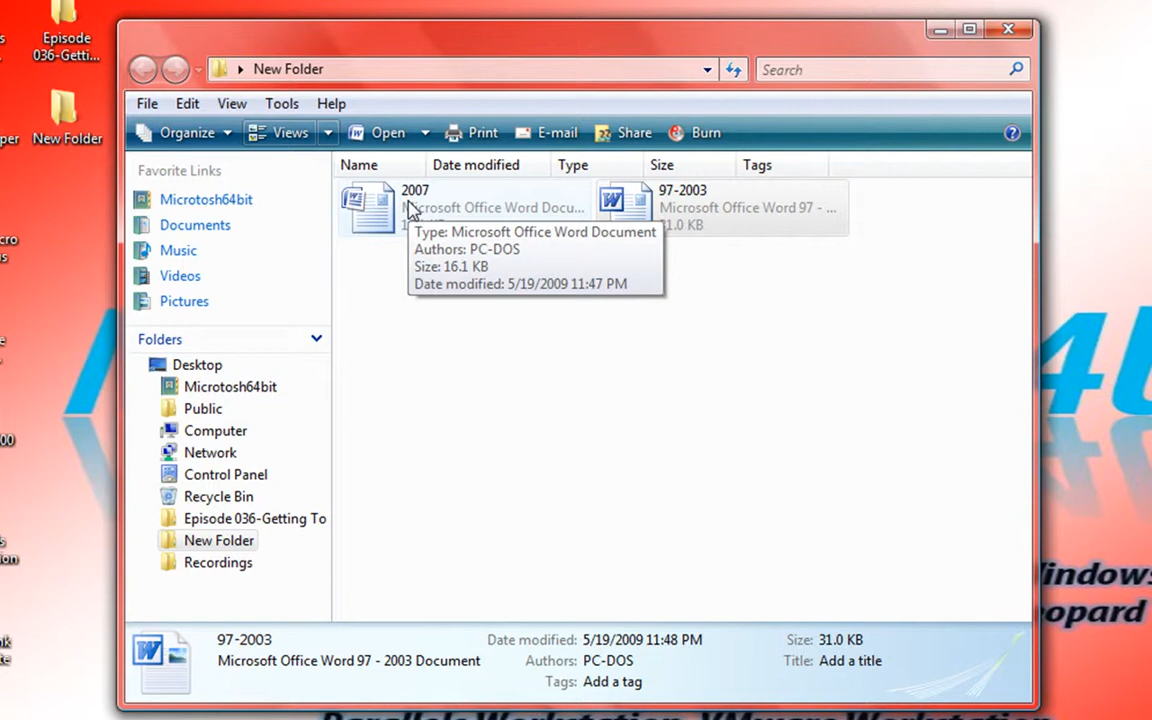 Episode
036-Getti...
New Folder
New Folder
Search
File Edit View Tools Help
Organize Views Open Print E-mail Share Burn
Favorite Links
Microtosh64bit
Documents
Music
Videos
Pictures
Folders
Desktop
Microtosh64bit
Public
Computer
Network
Control Panel
Recycle Bin
Episode 036-Getting To
New Folder
Recordings
Name Date modified Type Size Tags
2007
Microsoft Office Word Docu...
97-2003
Microsoft Office Word 97 - ...
31.0 KB
Type: Microsoft Office Word Document
Authors: PC-DOS
Size: 16.1 KB
Date modified: 5/19/2009 11:47 PM
97-2003
Microsoft Office Word 97 - 2003 Document
Date modified: 5/19/2009 11:48 PM
Authors: PC-DOS
Tags: Add a tag
Size: 31.0 KB
Title: Add a title
4U
indows
eopard
Parallels Workstation, VMware Workstation